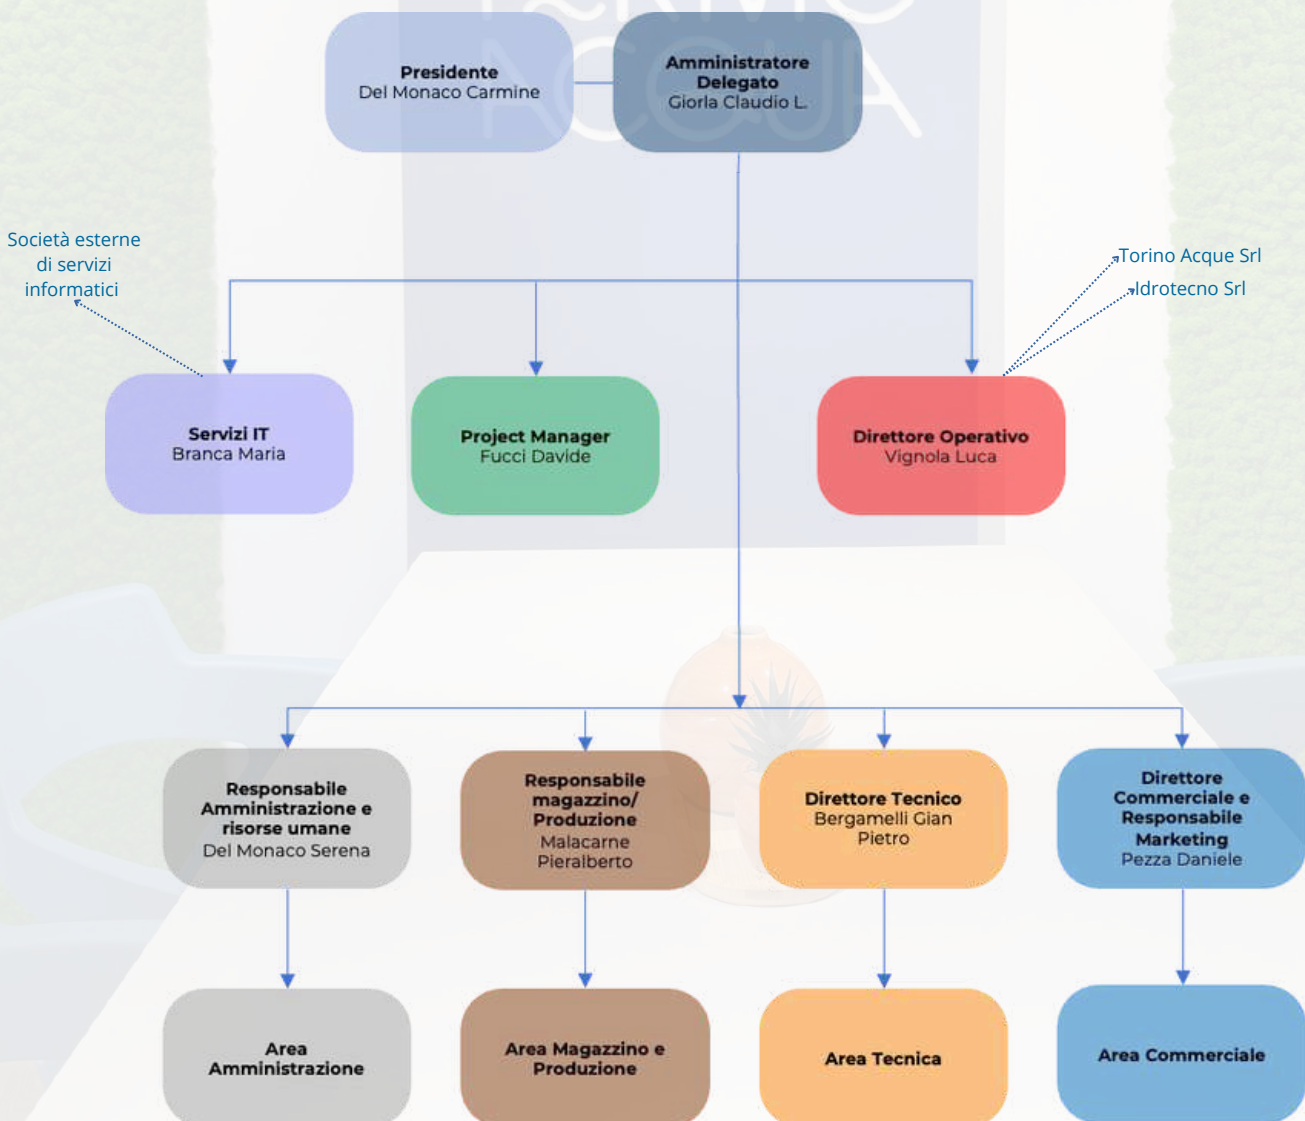 TERMO
ACQUA
Presidente
Del Monaco Carmine
Amministratore
Delegato
Giorla Claudio L.
Società esterne
di servizi
informatici
Torino Acque Srl
Idrotecno Srl
Servizi IT
Branca Maria
Project Manager
Fucci Davide
Direttore Operativo
Vignola Luca
Responsabile
Amministrazione e
risorse umane
Del Monaco Serena
Responsabile
magazzino/
Produzione
Malacarne
Pieralberto
Direttore Tecnico
Bergamelli Gian
Pietro
Direttore
Commerciale e
Responsabile
Marketing
Pezza Daniele
Area
Amministrazione
Area Magazzino e
Produzione
Area Tecnica
Area Commerciale